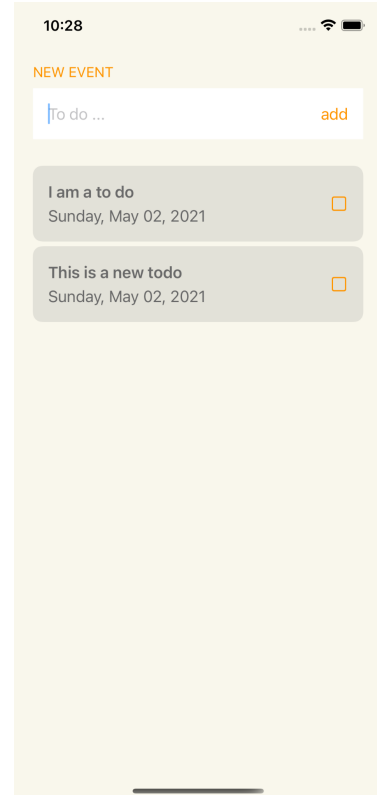 10:28
NEW EVENT
To do ...
add
I am a to do
Sunday, May 02, 2021
This is a new todo
Sunday, May 02, 2021